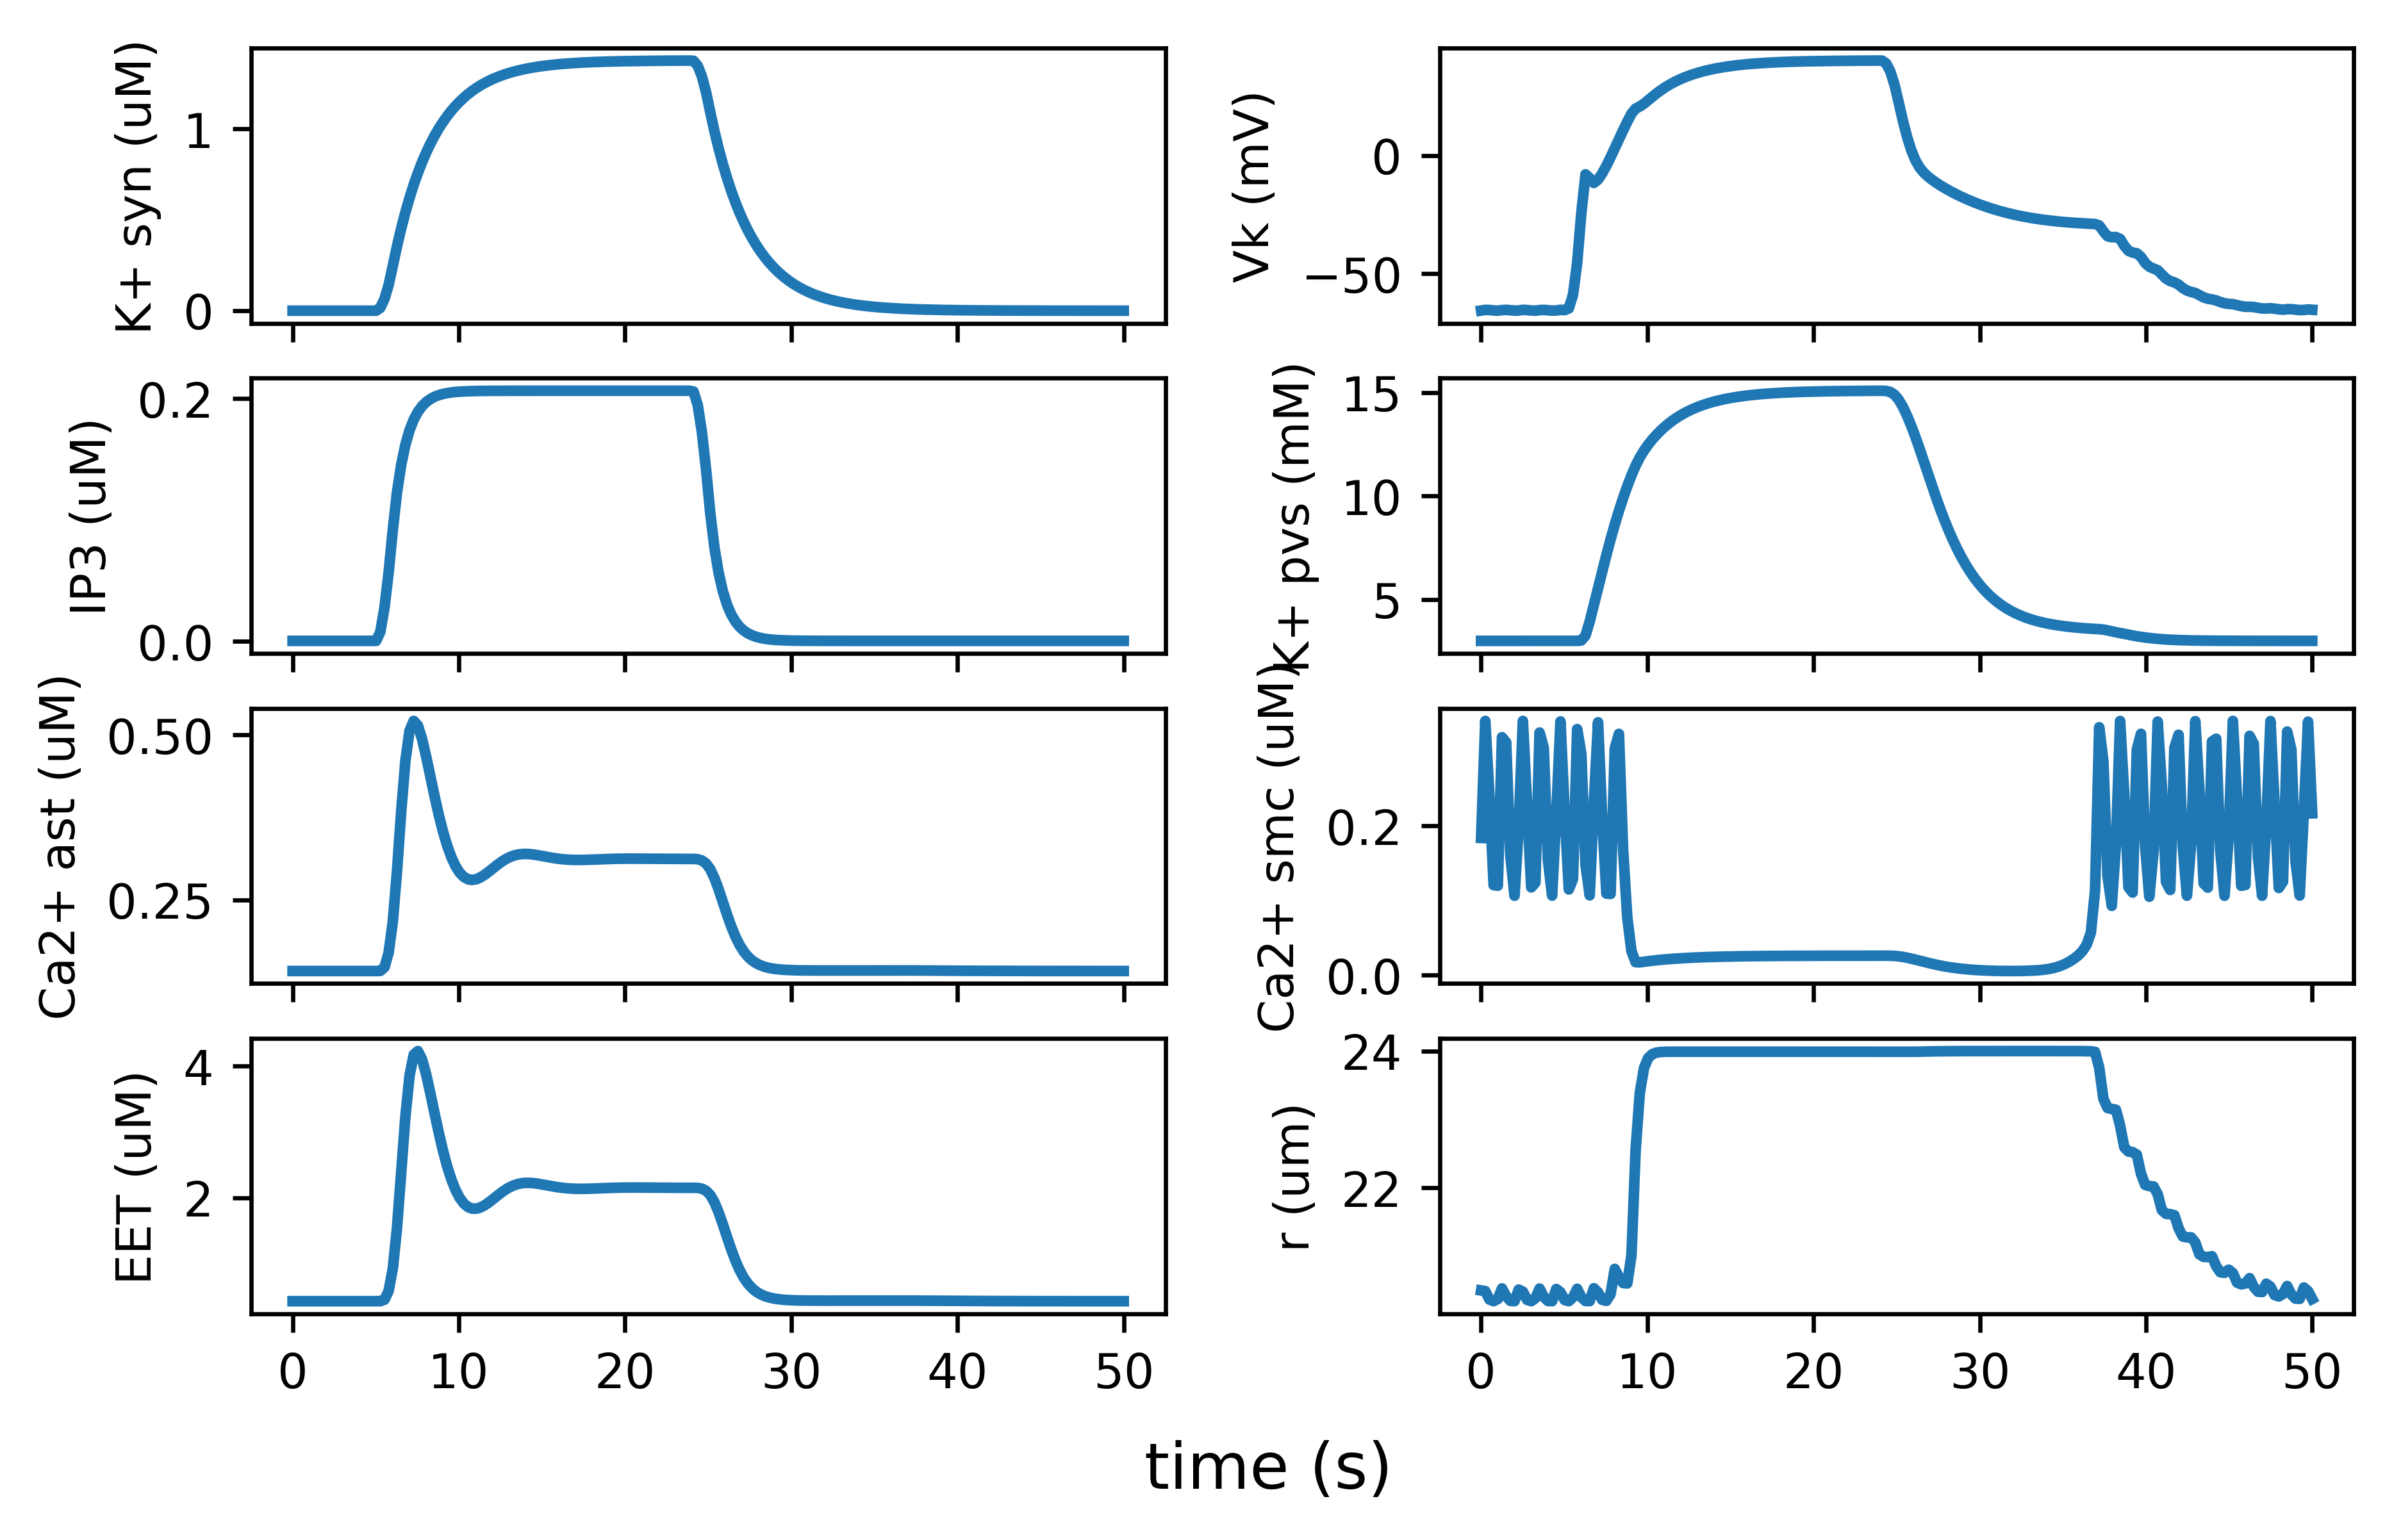 K+ syn (uM)
1
0
Vk (mV)
0
−50
IP3 (uM)
0.2
0.0
K+ pvs (mM)
15
10
5
Ca2+ ast (uM)
0.50
0.25
Ca2+ smc (uM)
0.2
0.0
EET (uM)
4
2
r (um)
24
22
0 10 20 30 40 50
0 10 20 30 40 50
time (s)